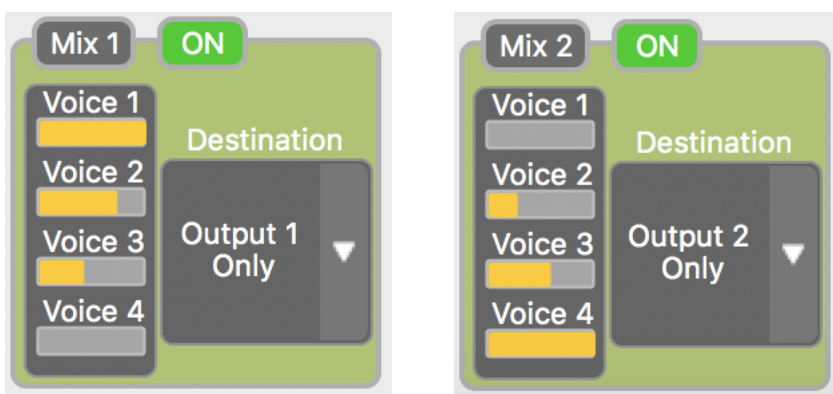 Mix 1
ON
Voice 1
Voice 2
Voice 3
Voice 4
Destination
Output 1
Only
Mix 2
ON
Voice 1
Voice 2
Voice 3
Voice 4
Destination
Output 2
Only